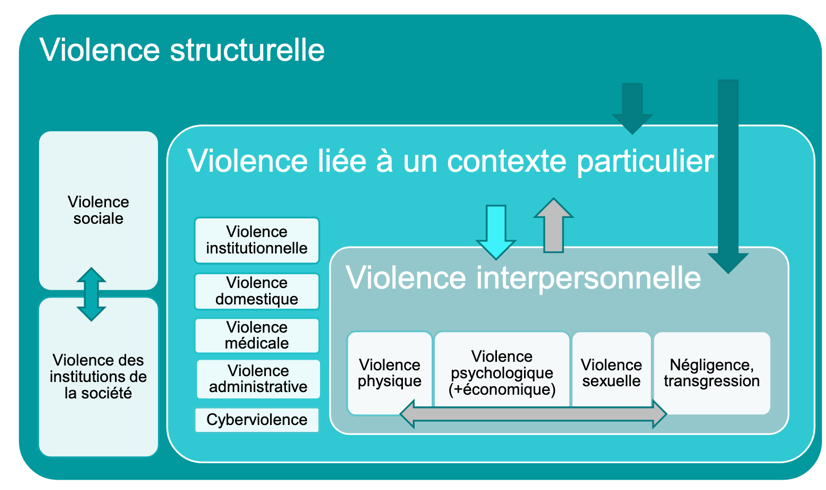 Violence structurelle
Violence
sociale
Violence des
institutions de
la société
Violence liée à un contexte particulier
Violence
institutionnelle
Violence
domestique
Violence
médicale
Violence
administrative
Cyberviolence
Violence interpersonnelle
Violence
physique
Violence
psychologique
(+économique)
Violence
sexuelle
Négligence,
transgression